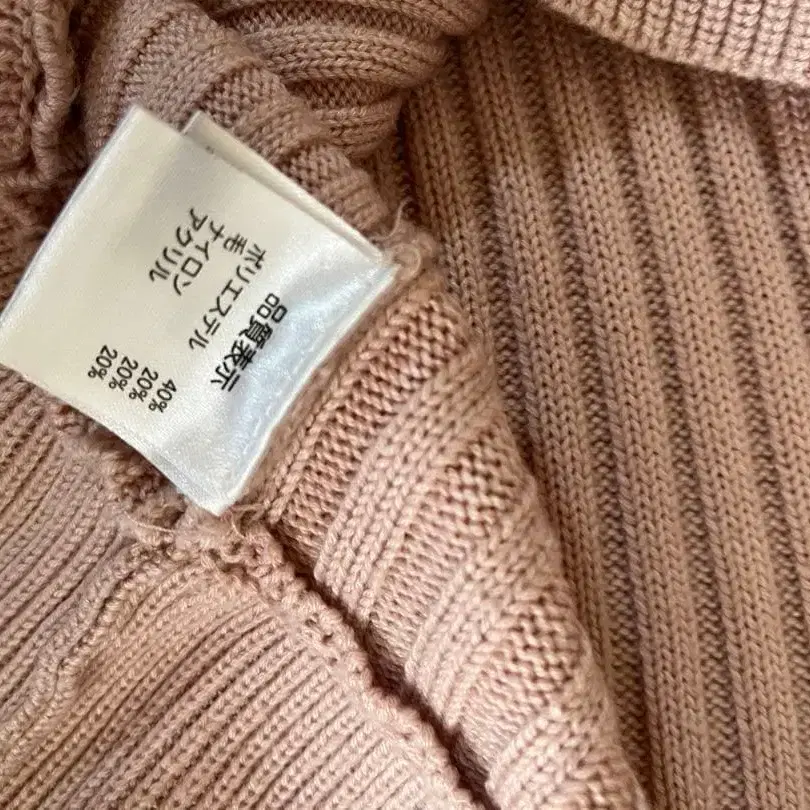 品質表示
ポリエステル 40%
毛 20%
ナイロン 20%
アクリル 20%